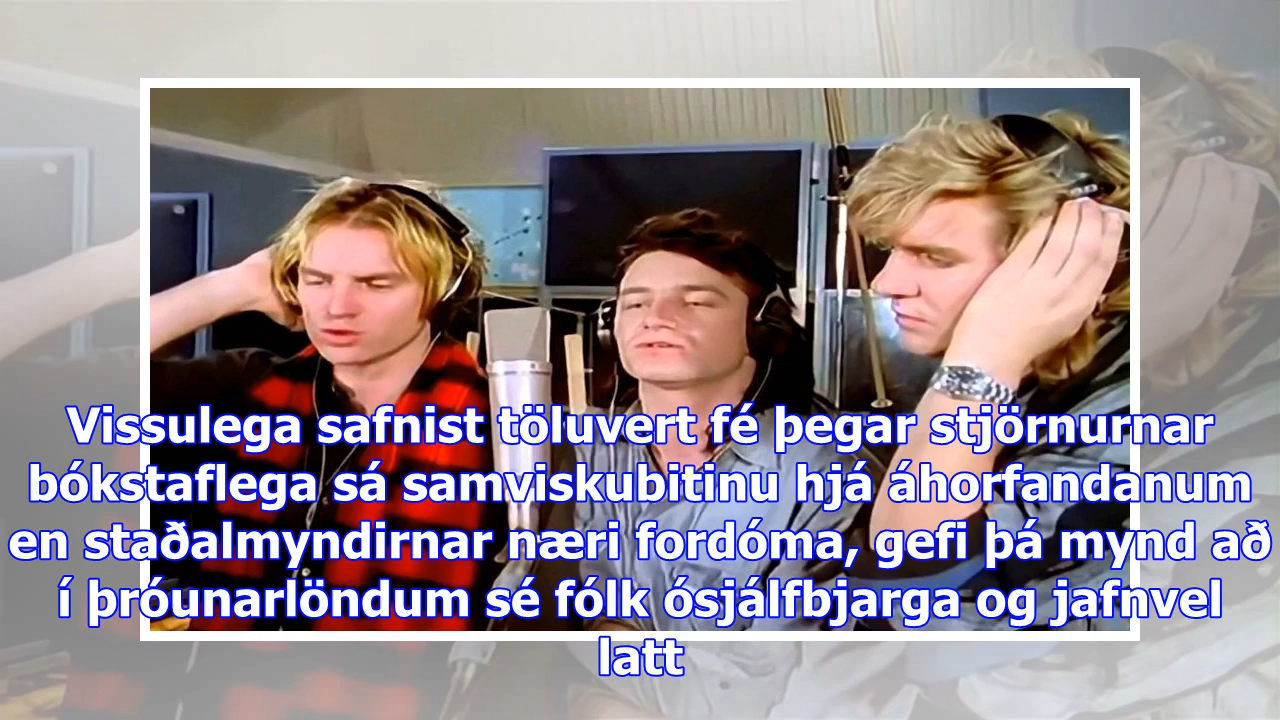 Vissulega safnist töluvert fé þegar stjörnurnar
bókstaflega sá samviskubitinu hjá áhorfandanum
en staðalmyndirnar næri fordóma, gefi þá mynd að
í þróunarlöndum sé fólk ósjálfbjarga og jafnvel
latt